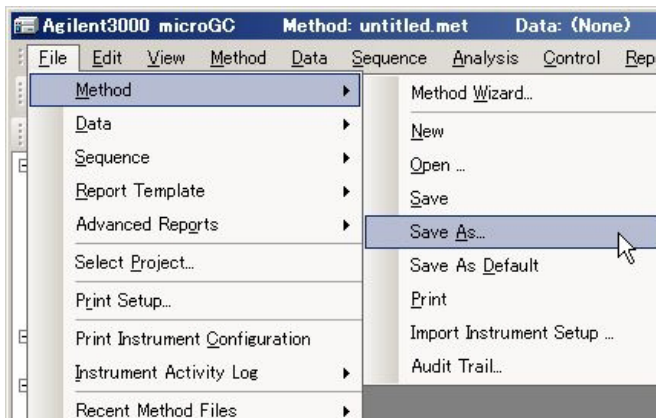 Agilent3000 microGC Method: untitled.met Data: (None)
File Edit View Method Data Sequence Analysis Control Rep
Method
Data
Sequence
Report Template
Advanced Reports
Select Project...
Print Setup...
Print Instrument Configuration
Instrument Activity Log
Recent Method Files
Method Wizard...
New
Open ...
Save
Save As...
Save As Default
Print
Import Instrument Setup ...
Audit Trail...